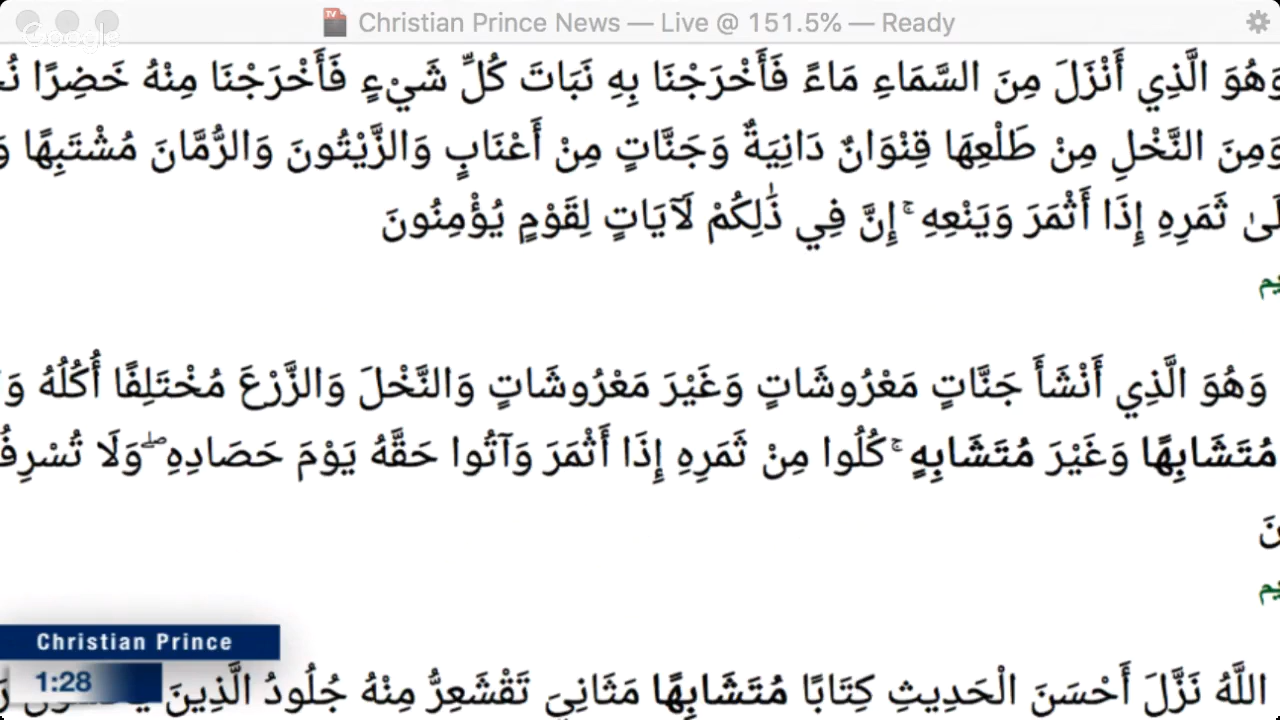 Christian Prince News — Live @ 151.5% — Ready
Google
وَهُوَ الَّذِي أَنْزَلَ مِنَ السَّمَاءِ مَاءً فَأَخْرَجْنَا بِهِ نَبَاتَ كُلِّ شَيْءٍ فَأَخْرَجْنَا مِنْهُ خَضِرًا
وَمِنَ النَّخْلِ مِنْ طَلْعِهَا قِنْوَانٌ دَانِيَةٌ وَجَنَّاتٍ مِنْ أَعْنَابٍ وَالزَّيْتُونَ وَالرُّمَّانَ مُشْتَبِهًا
ثَمَرِهِ إِذَا أَثْمَرَ وَيَنْعِهِ ۚ إِنَّ فِي ذَٰلِكُمْ لَآيَاتٍ لِقَوْمٍ يُؤْمِنُونَ
وَهُوَ الَّذِي أَنْشَأَ جَنَّاتٍ مَعْرُوشَاتٍ وَغَيْرَ مَعْرُوشَاتٍ وَالنَّخْلَ وَالزَّرْعَ مُخْتَلِفًا أُكُلُهُ
مُتَشَابِهًا وَغَيْرَ مُتَشَابِهٍ ۚ كُلُوا مِنْ ثَمَرِهِ إِذَا أَثْمَرَ وَآتُوا حَقَّهُ يَوْمَ حَصَادِهِ ۖ وَلَا
Christian Prince
1:28
اللَّهُ نَزَّلَ أَحْسَنَ الْحَدِيثِ كِتَابًا مُتَشَابِهًا مَثَانِيَ تَقْشَعِرُّ مِنْهُ جُلُودُ الَّذِينَ